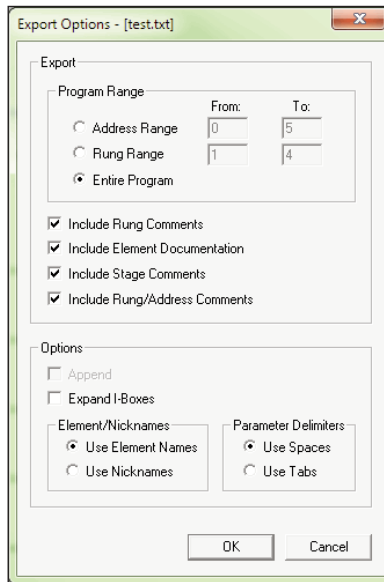 Export Options - [test.txt]
Export
Program Range
From: To:
Address Range 0 5
Rung Range 1 4
Entire Program
Include Rung Comments
Include Element Documentation
Include Stage Comments
Include Rung/Address Comments
Options
Append
Expand I-Boxes
Element/Nicknames
Use Element Names
Use Nicknames
Parameter Delimiters
Use Spaces
Use Tabs
OK Cancel